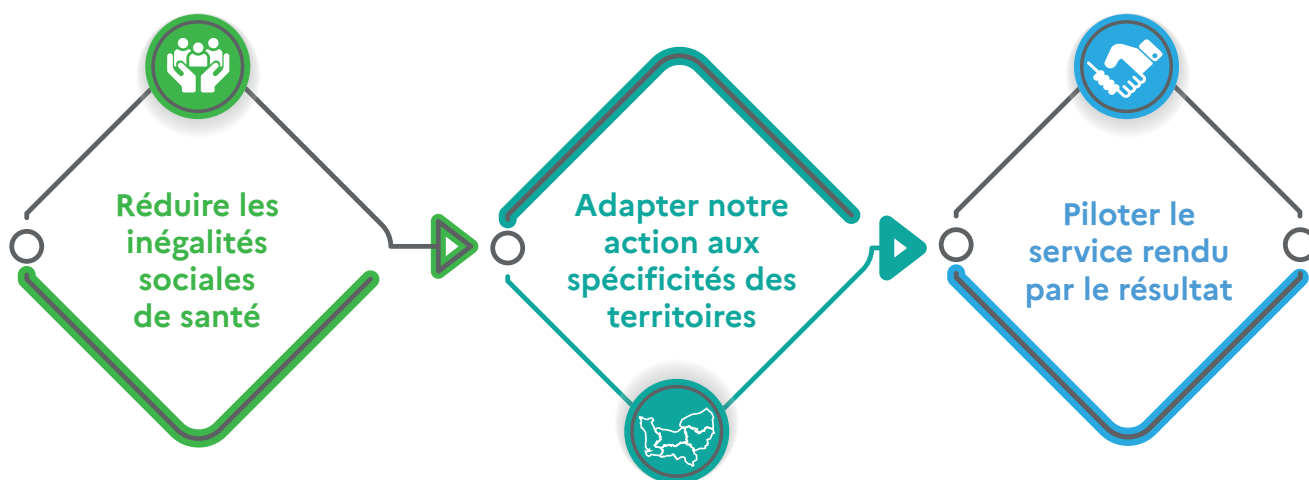 Réduire les
inégalités
sociales
de santé
Adapter notre
action aux
spécificités des
territoires
Piloter le
service rendu
par le résultat